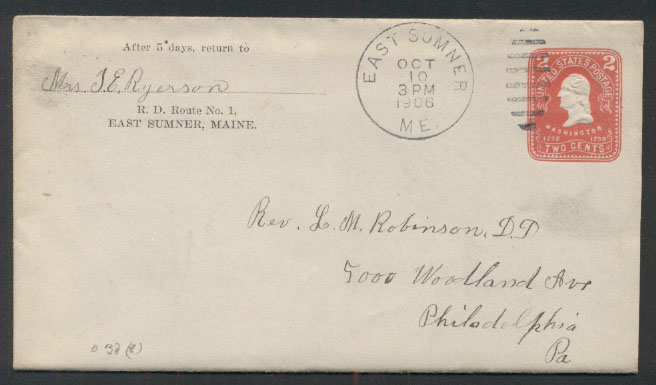 After 5 days, return to
Mrs. J. E. Ryerson
R. D. Route No. 1,
EAST SUMNER, MAINE.
EAST SUMNER
OCT
10
3 PM
1906
ME.
2 2
UNITED STATES POSTAGE
WASHINGTON
1732 1799
TWO CENTS
Rev. L. M. Robinson, D.D
5000 Woodland Ave
Philadelphia
Pa